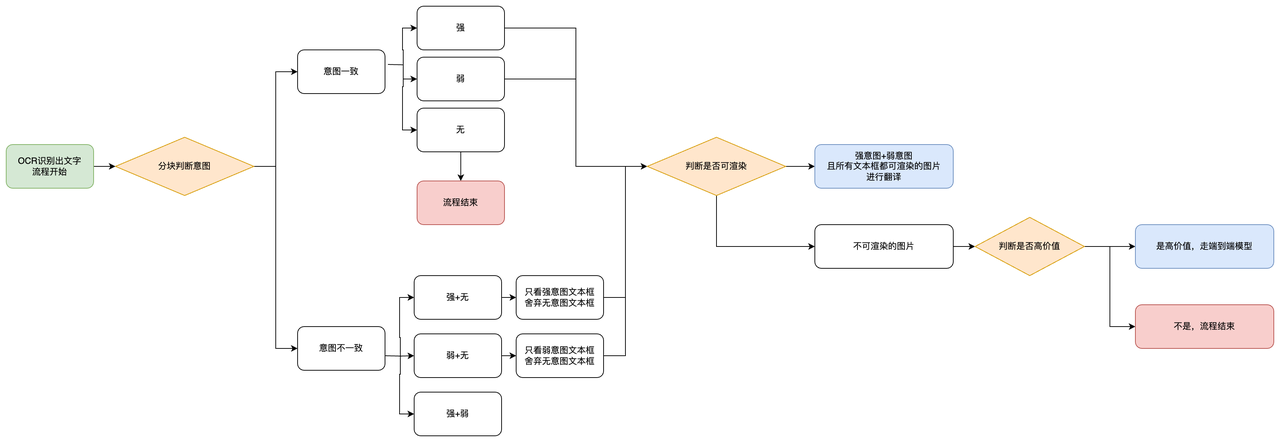 OCR识别出文字
流程开始
分块判断意图
意图一致
强
弱
无
流程结束
意图不一致
强+无
只看强意图文本框
舍弃无意图文本框
弱+无
只看弱意图文本框
舍弃无意图文本框
强+弱
判断是否可渲染
强意图+弱意图
且所有文本框都可渲染的图片
进行翻译
不可渲染的图片
判断是否高价值
是高价值，走端到端模型
不是，流程结束